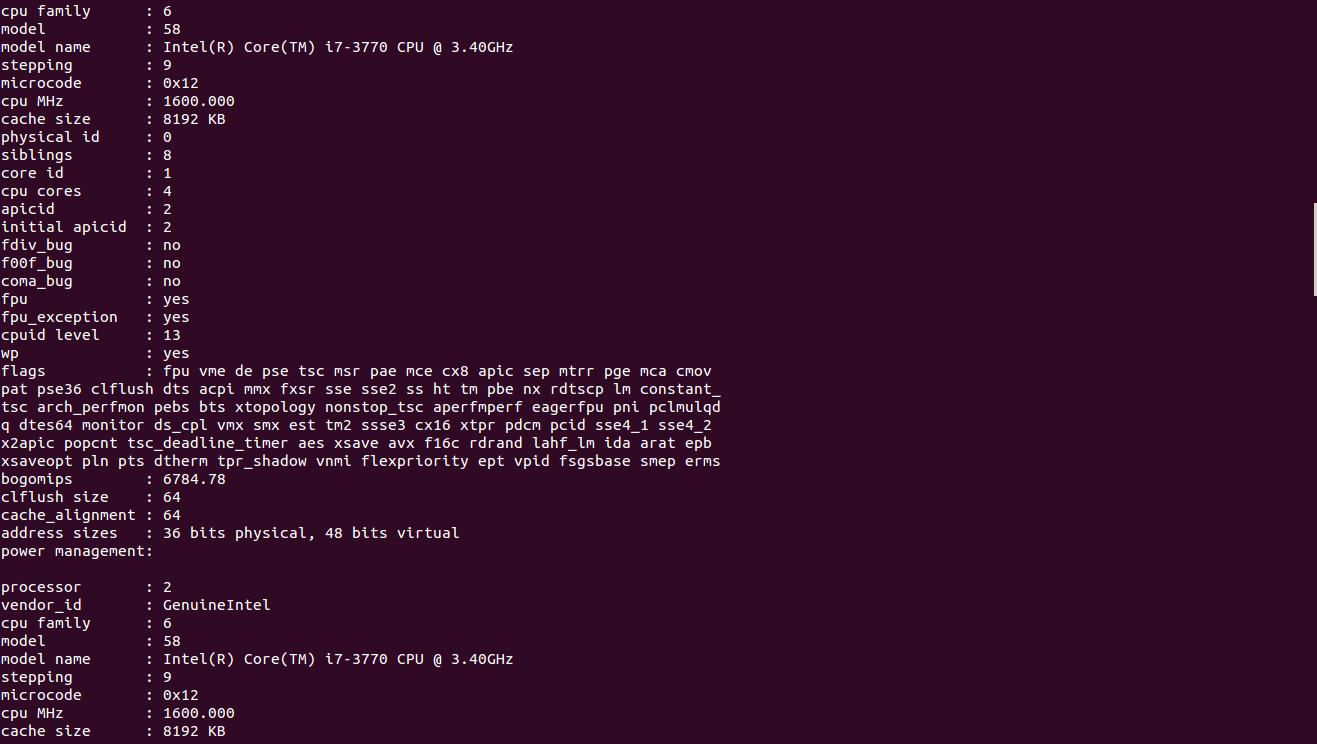 cpu family      : 6
model           : 58
model name      : Intel(R) Core(TM) i7-3770 CPU @ 3.40GHz
stepping        : 9
microcode       : 0x12
cpu MHz         : 1600.000
cache size      : 8192 KB
physical id     : 0
siblings        : 8
core id         : 1
cpu cores       : 4
apicid          : 2
initial apicid  : 2
fdiv_bug        : no
f00f_bug        : no
coma_bug        : no
fpu             : yes
fpu_exception   : yes
cpuid level     : 13
wp              : yes
flags           : fpu vme de pse tsc msr pae mce cx8 apic sep mtrr pge mca cmov
pat pse36 clflush dts acpi mmx fxsr sse sse2 ss ht tm pbe nx rdtscp lm constant_
tsc arch_perfmon pebs bts xtopology nonstop_tsc aperfmperf eagerfpu pni pclmulqd
q dtes64 monitor ds_cpl vmx smx est tm2 ssse3 cx16 xtpr pdcm pcid sse4_1 sse4_2
x2apic popcnt tsc_deadline_timer aes xsave avx f16c rdrand lahf_lm ida arat epb
xsaveopt pln pts dtherm tpr_shadow vnmi flexpriority ept vpid fsgsbase smep erms
bogomips        : 6784.78
clflush size    : 64
cache_alignment : 64
address sizes   : 36 bits physical, 48 bits virtual
power management:

processor       : 2
vendor_id       : GenuineIntel
cpu family      : 6
model           : 58
model name      : Intel(R) Core(TM) i7-3770 CPU @ 3.40GHz
stepping        : 9
microcode       : 0x12
cpu MHz         : 1600.000
cache size      : 8192 KB